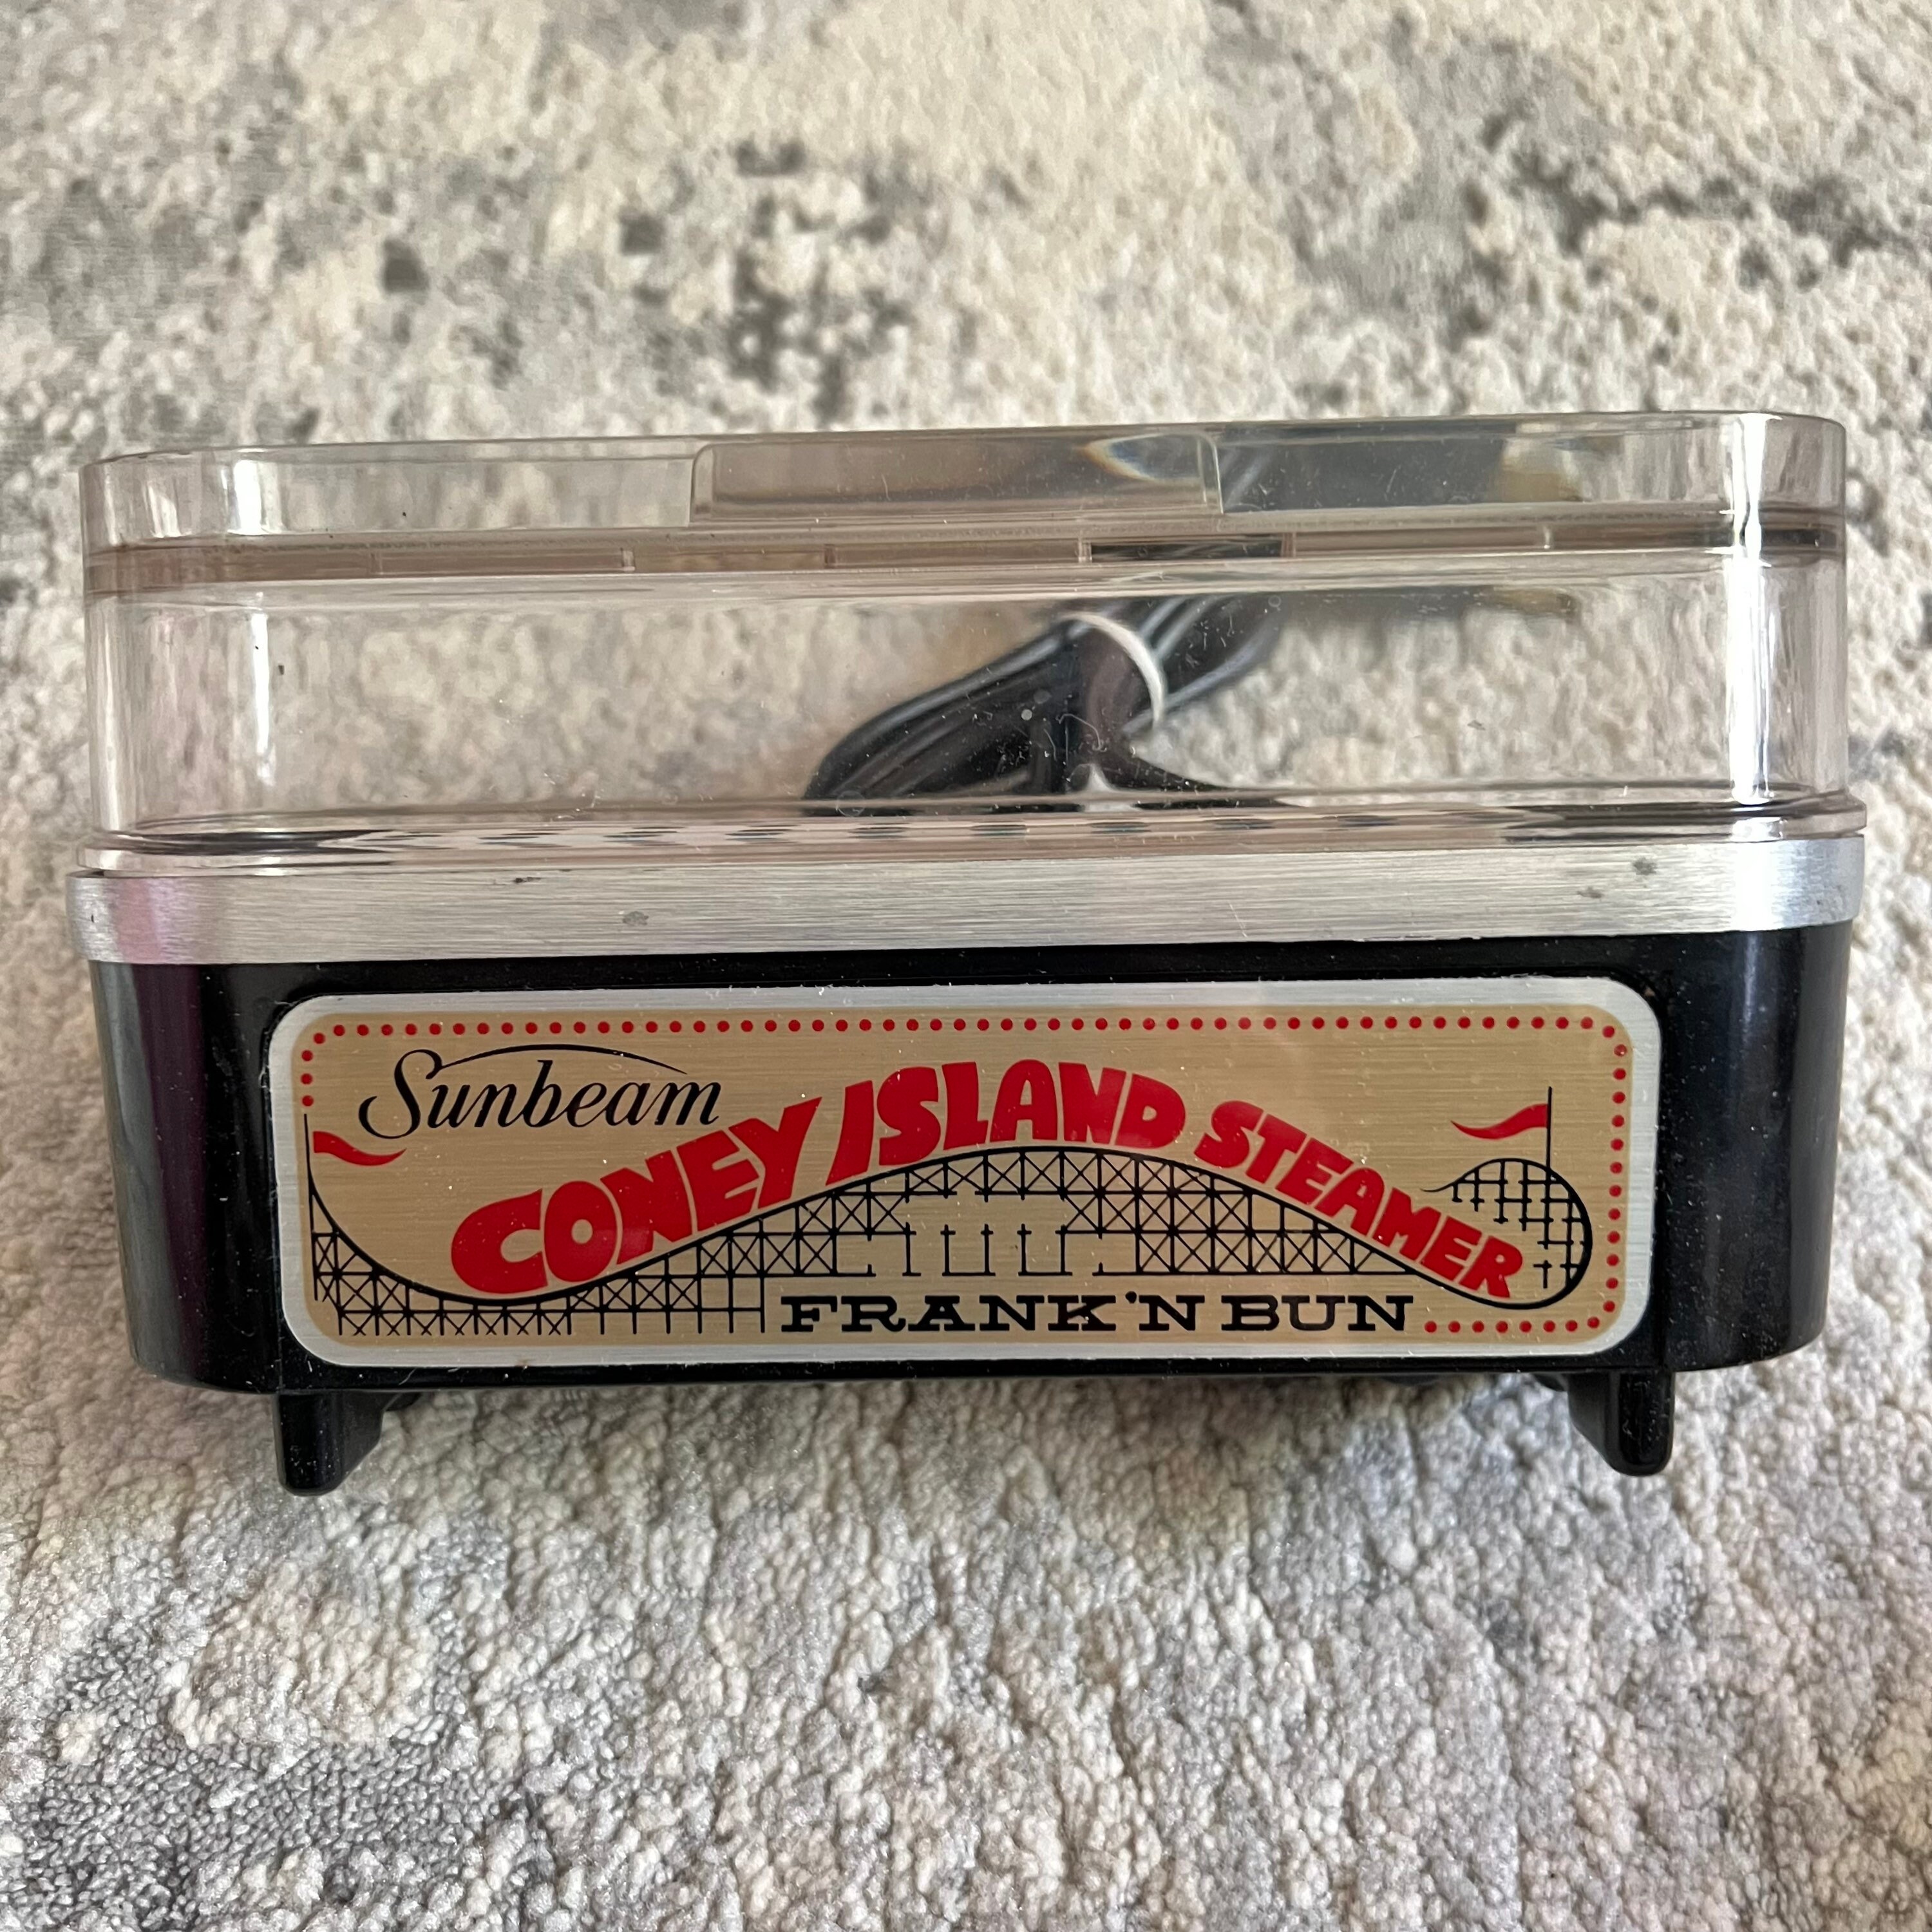 Sunbeam
CONEY ISLAND STEAMER
FRANK 'N BUN